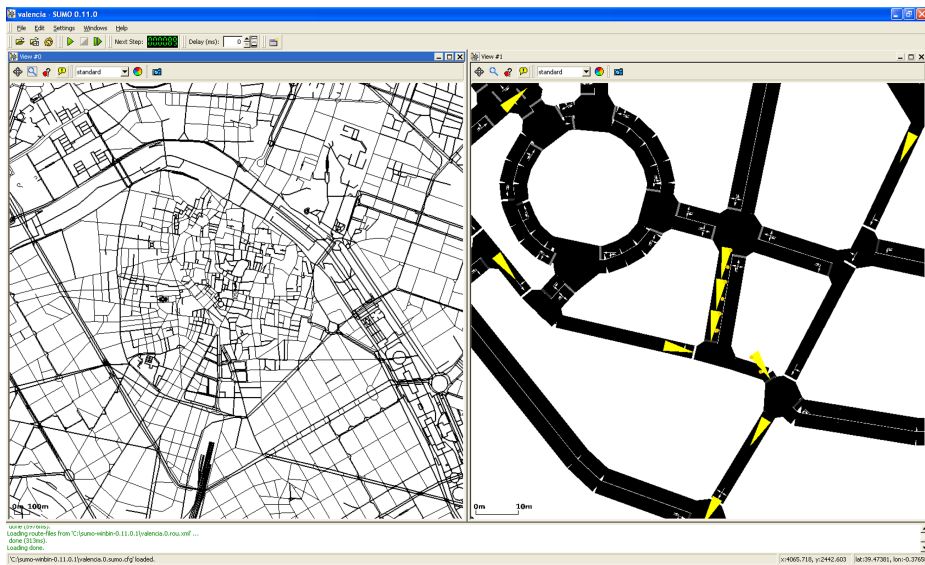 valencia - SUMO 0.11.0
File Edit Settings Windows Help
Next Step: 000089 Delay (ms): 0
View #0
standard
View #1
standard
0m 100m
0m 10m
Loading route-files from 'C:\sumo-winbin-0.11.0.1\valencia.0.rou.xml' ...
done (313ms).
Loading done.
'C:\sumo-winbin-0.11.0.1\valencia.0.sumo.cfg' loaded.
x:4065.718, y:2442.603
lat:39.47381, lon:-0.3765